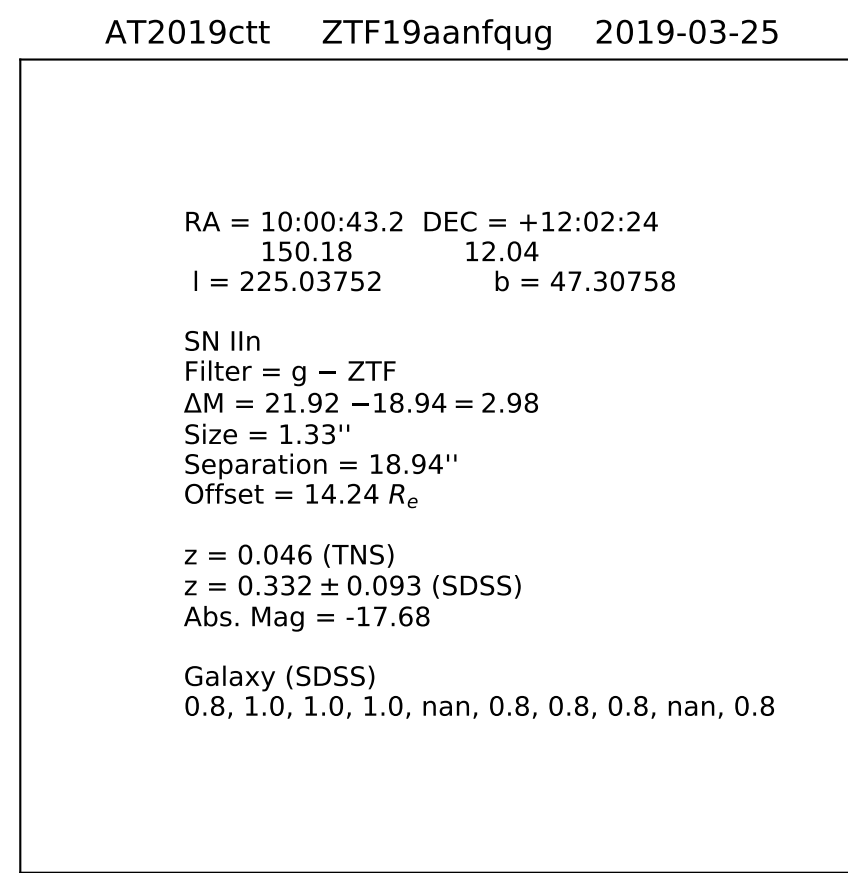 AT2019ctt ZTF19aanfqug 2019-03-25
RA = 10:00:43.2 DEC = +12:02:24
150.18 12.04
l = 225.03752 b = 47.30758
SN IIn
Filter = g − ZTF
ΔM = 21.92 −18.94 = 2.98
Size = 1.33''
Separation = 18.94''
Offset = 14.24 Rₑ
z = 0.046 (TNS)
z = 0.332 ± 0.093 (SDSS)
Abs. Mag = -17.68
Galaxy (SDSS)
0.8, 1.0, 1.0, 1.0, nan, 0.8, 0.8, 0.8, nan, 0.8